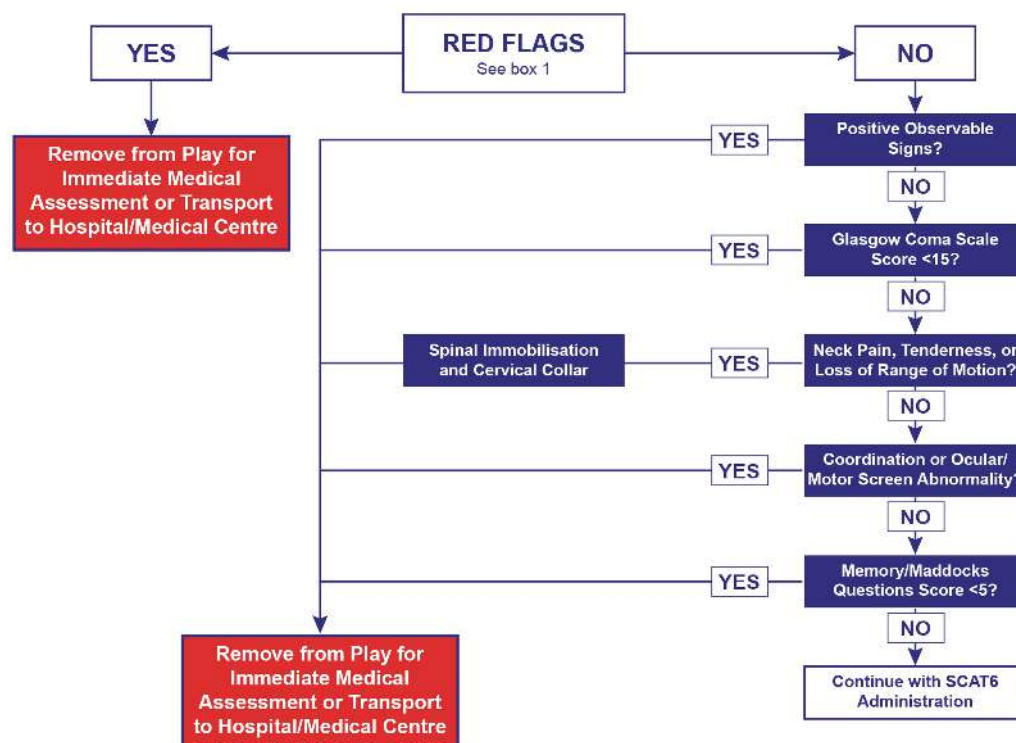 YES
RED FLAGS
See box 1
NO
Remove from Play for
Immediate Medical
Assessment or Transport
to Hospital/Medical Centre
YES
Positive Observable
Signs?
NO
YES
Glasgow Coma Scale
Score <15?
NO
Spinal Immobilisation
and Cervical Collar
YES
Neck Pain, Tenderness, or
Loss of Range of Motion?
NO
YES
Coordination or Ocular/
Motor Screen Abnormality?
NO
YES
Memory/Maddocks
Questions Score <5?
NO
Remove from Play for
Immediate Medical
Assessment or Transport
to Hospital/Medical Centre
Continue with SCAT6
Administration